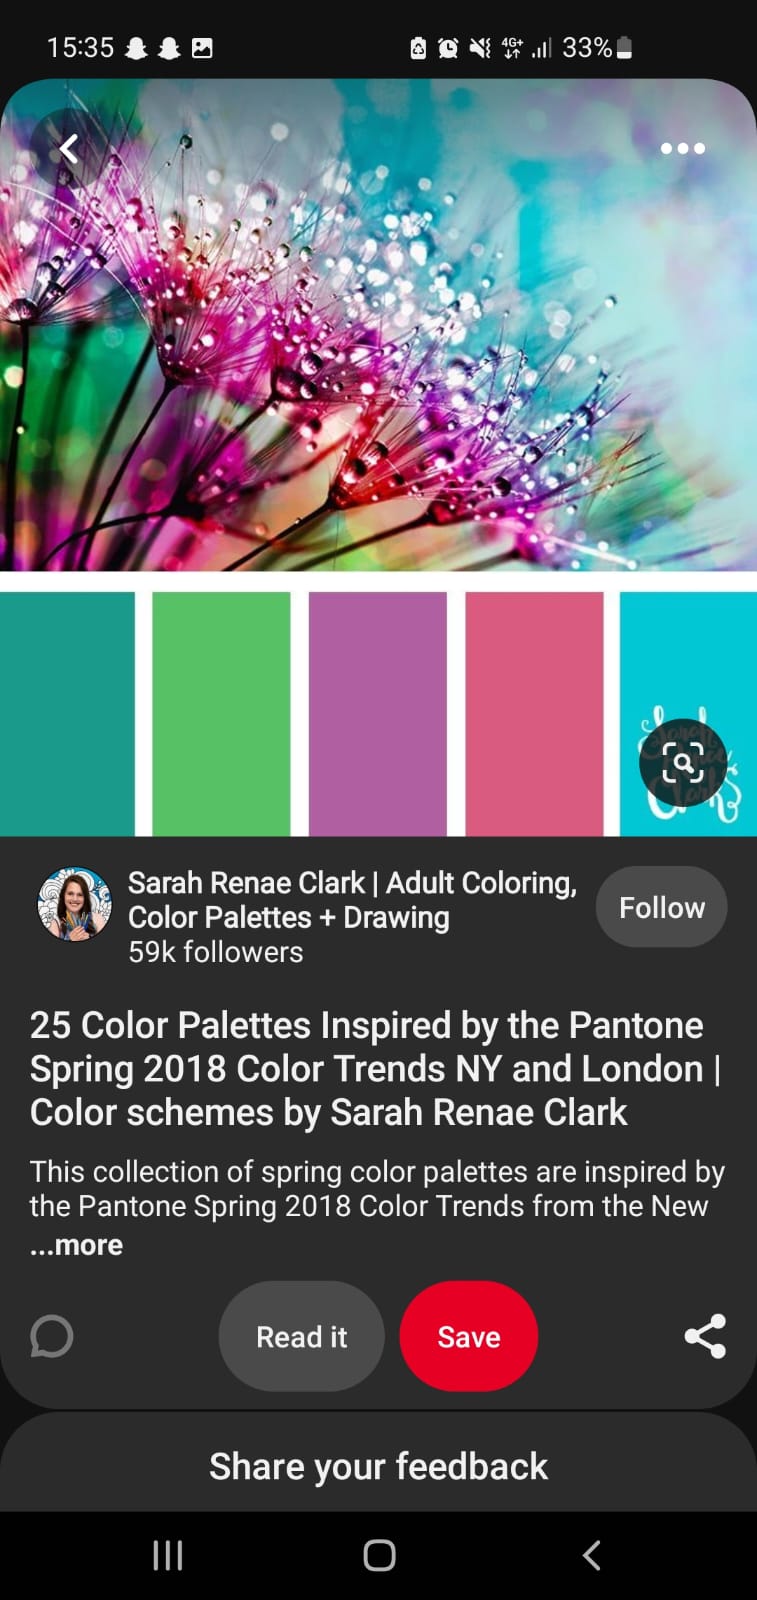 15:35
4G+
33%
Sarah
Renae
Clark
Sarah Renae Clark | Adult Coloring,
Color Palettes + Drawing
59k followers
Follow
25 Color Palettes Inspired by the Pantone
Spring 2018 Color Trends NY and London |
Color schemes by Sarah Renae Clark
This collection of spring color palettes are inspired by
the Pantone Spring 2018 Color Trends from the New
...more
Read it
Save
Share your feedback